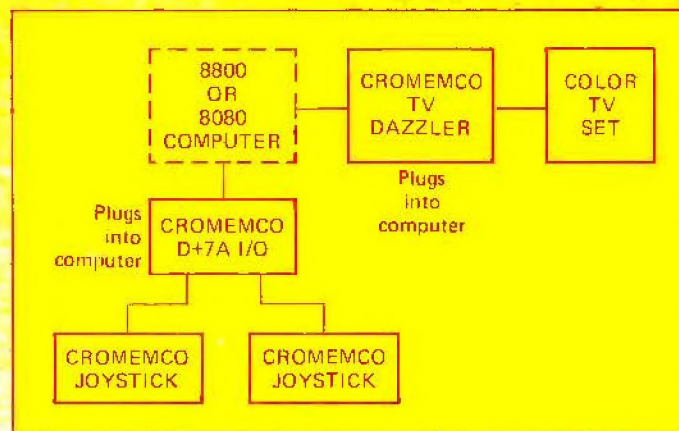 8800
OR
8080
COMPUTER
CROMEMCO
TV
DAZZLER
COLOR
TV
SET
Plugs
into
computer
Plugs
into
computer
CROMEMCO
D+7A I/O
CROMEMCO
JOYSTICK
CROMEMCO
JOYSTICK